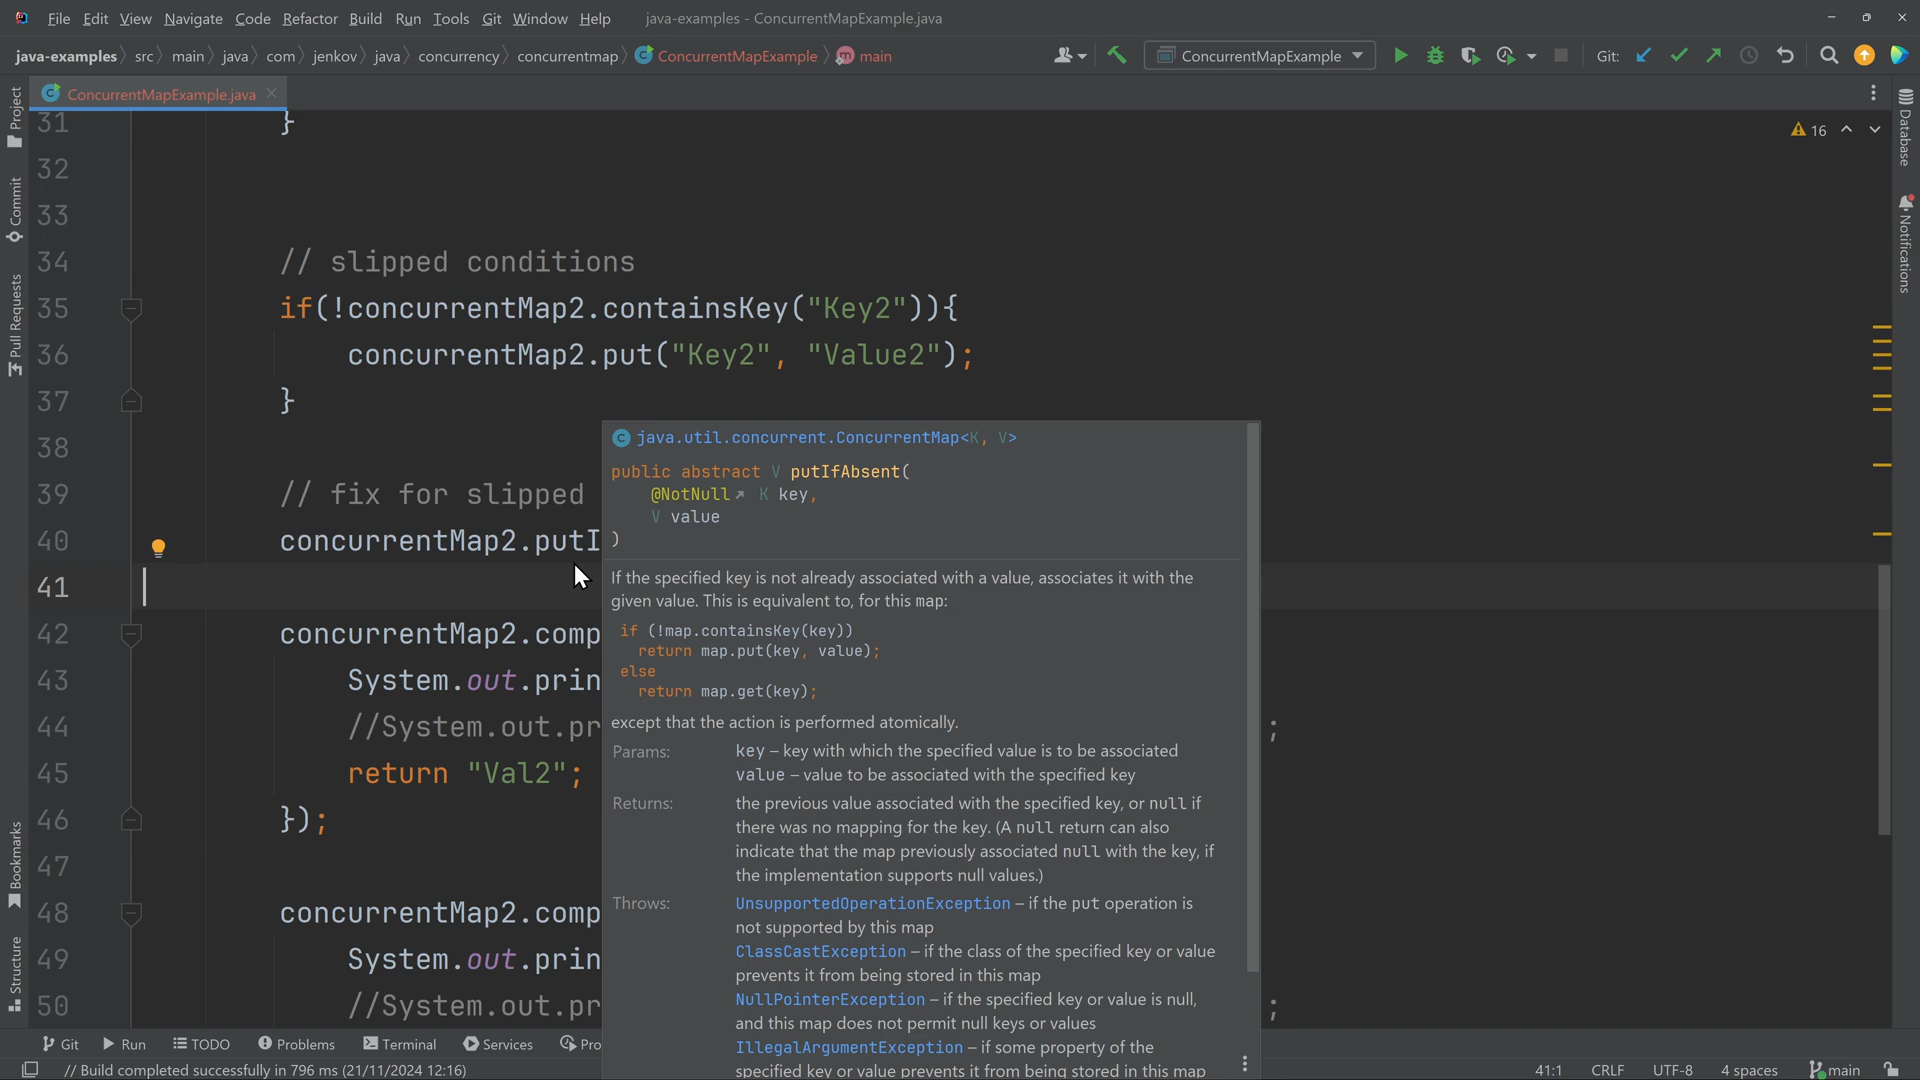 File Edit View Navigate Code Refactor Build Run Tools Git Window Help java-examples - ConcurrentMapExample.java
java-examples src main java com jenkov java concurrency concurrentmap ConcurrentMapExample main ConcurrentMapExample Git:
ConcurrentMapExample.java
Project
Commit
Pull Requests
Bookmarks
Structure
Database
Notifications
16
31 }
32
33
34 // slipped conditions
35 if(!concurrentMap2.containsKey("Key2")){
36 concurrentMap2.put("Key2", "Value2");
37 }
38
39 // fix for slipped
40 concurrentMap2.putI
41
42 concurrentMap2.comp
43 System.out.prin
44 //System.out.pr ;
45 return "Val2";
46 });
47
48 concurrentMap2.comp
49 System.out.prin
50 //System.out.pr ;
java.util.concurrent.ConcurrentMap<K, V>
public abstract V putIfAbsent(
@NotNull K key,
V value
)
If the specified key is not already associated with a value, associates it with the
given value. This is equivalent to, for this map:
if (!map.containsKey(key))
return map.put(key, value);
else
return map.get(key);
except that the action is performed atomically.
Params: key – key with which the specified value is to be associated
value – value to be associated with the specified key
Returns: the previous value associated with the specified key, or null if
there was no mapping for the key. (A null return can also
indicate that the map previously associated null with the key, if
the implementation supports null values.)
Throws: UnsupportedOperationException – if the put operation is
not supported by this map
ClassCastException – if the class of the specified key or value
prevents it from being stored in this map
NullPointerException – if the specified key or value is null,
and this map does not permit null keys or values
IllegalArgumentException – if some property of the
specified key or value prevents it from being stored in this map
Git Run TODO Problems Terminal Services Pro
// Build completed successfully in 796 ms (21/11/2024 12:16) 41:1 CRLF UTF-8 4 spaces main